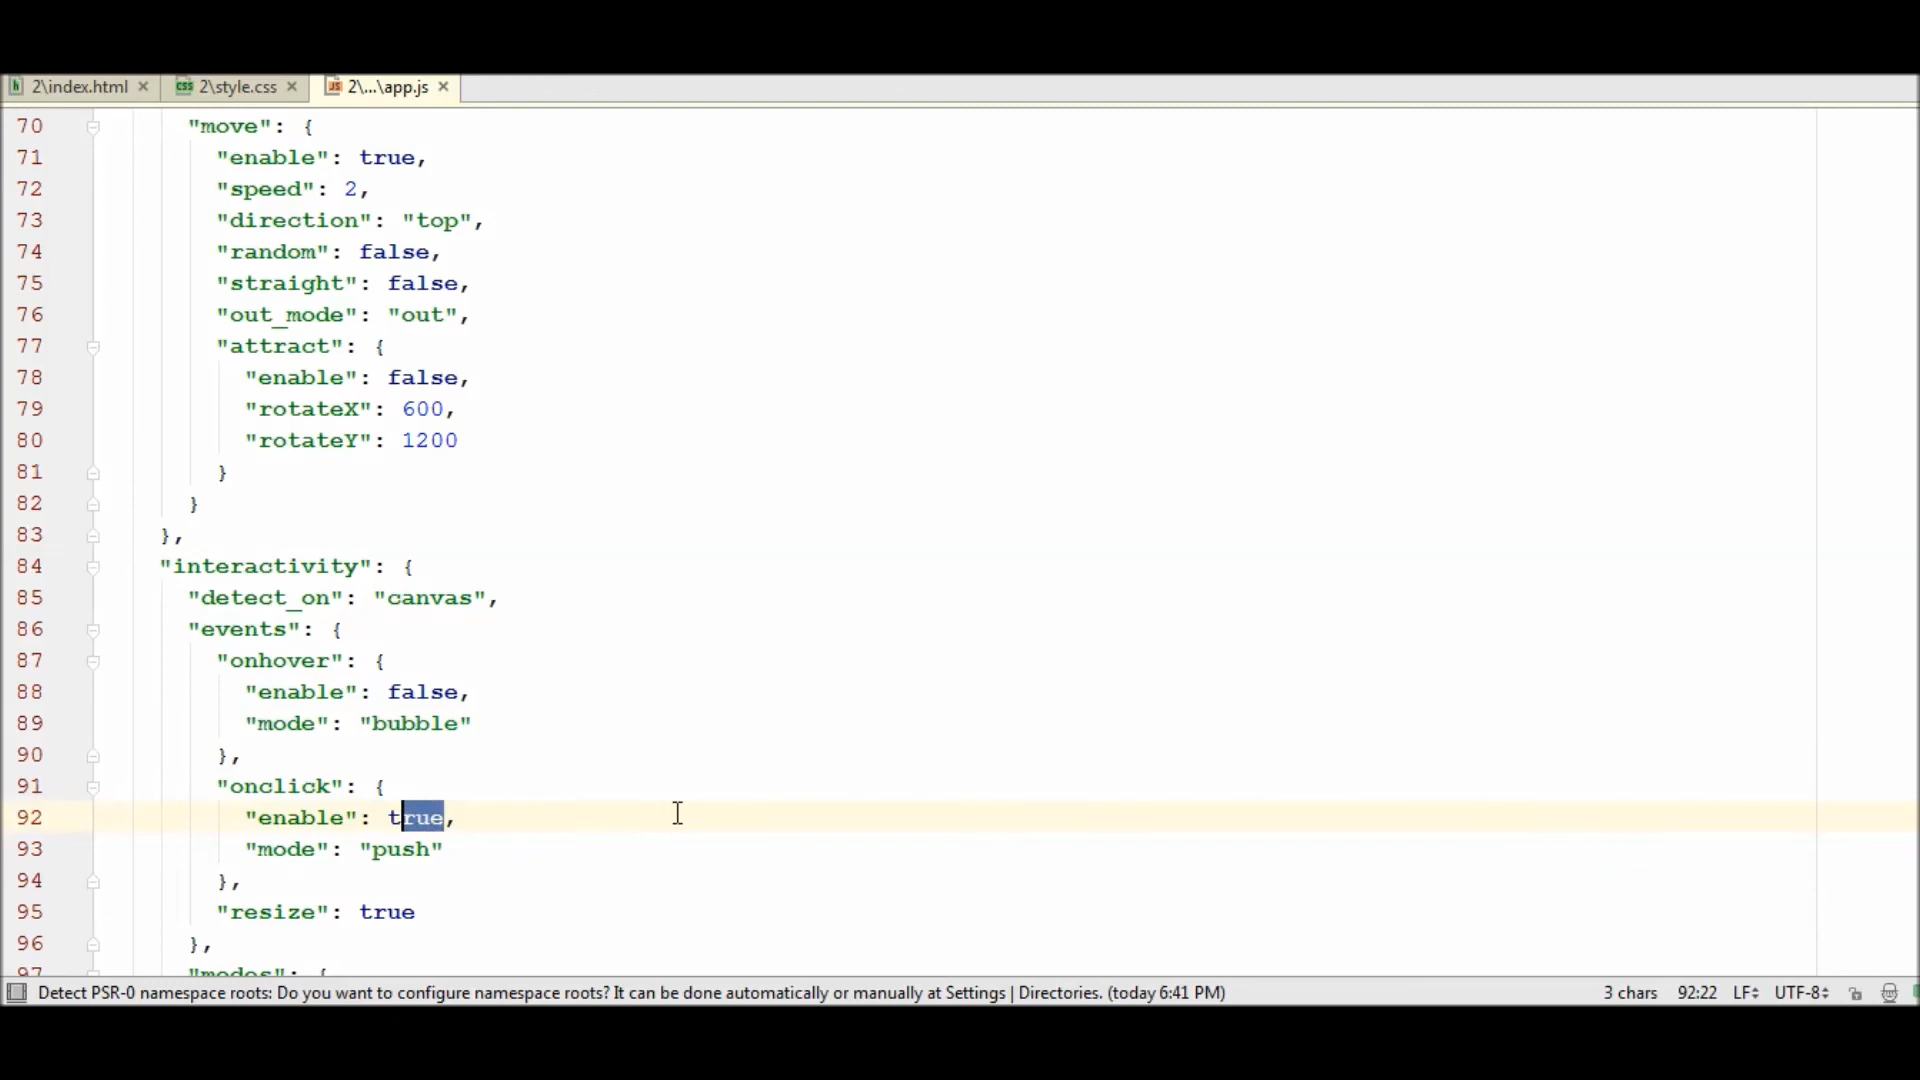 2\index.html
2\style.css
2\...\app.js
70 "move": {
71 "enable": true,
72 "speed": 2,
73 "direction": "top",
74 "random": false,
75 "straight": false,
76 "out_mode": "out",
77 "attract": {
78 "enable": false,
79 "rotateX": 600,
80 "rotateY": 1200
81 }
82 }
83 },
84 "interactivity": {
85 "detect_on": "canvas",
86 "events": {
87 "onhover": {
88 "enable": false,
89 "mode": "bubble"
90 },
91 "onclick": {
92 "enable": true,
93 "mode": "push"
94 },
95 "resize": true
96 },
97 "modes": {
Detect PSR-0 namespace roots: Do you want to configure namespace roots? It can be done automatically or manually at Settings | Directories. (today 6:41 PM) 3 chars 92:22 LF UTF-8